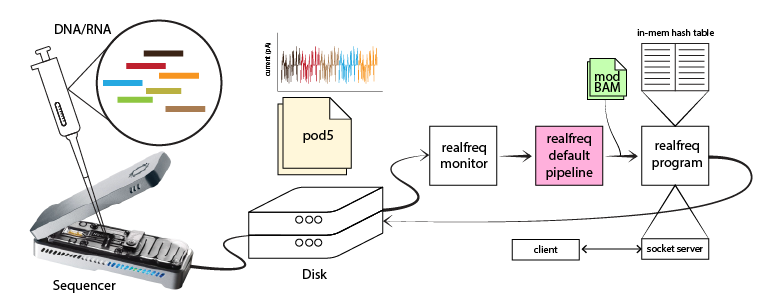 DNA/RNA
current (pA)
pod5
Sequencer
Disk
realfreq
monitor
realfreq
default
pipeline
mod
BAM
in-mem hash table
realfreq
program
client
socket server